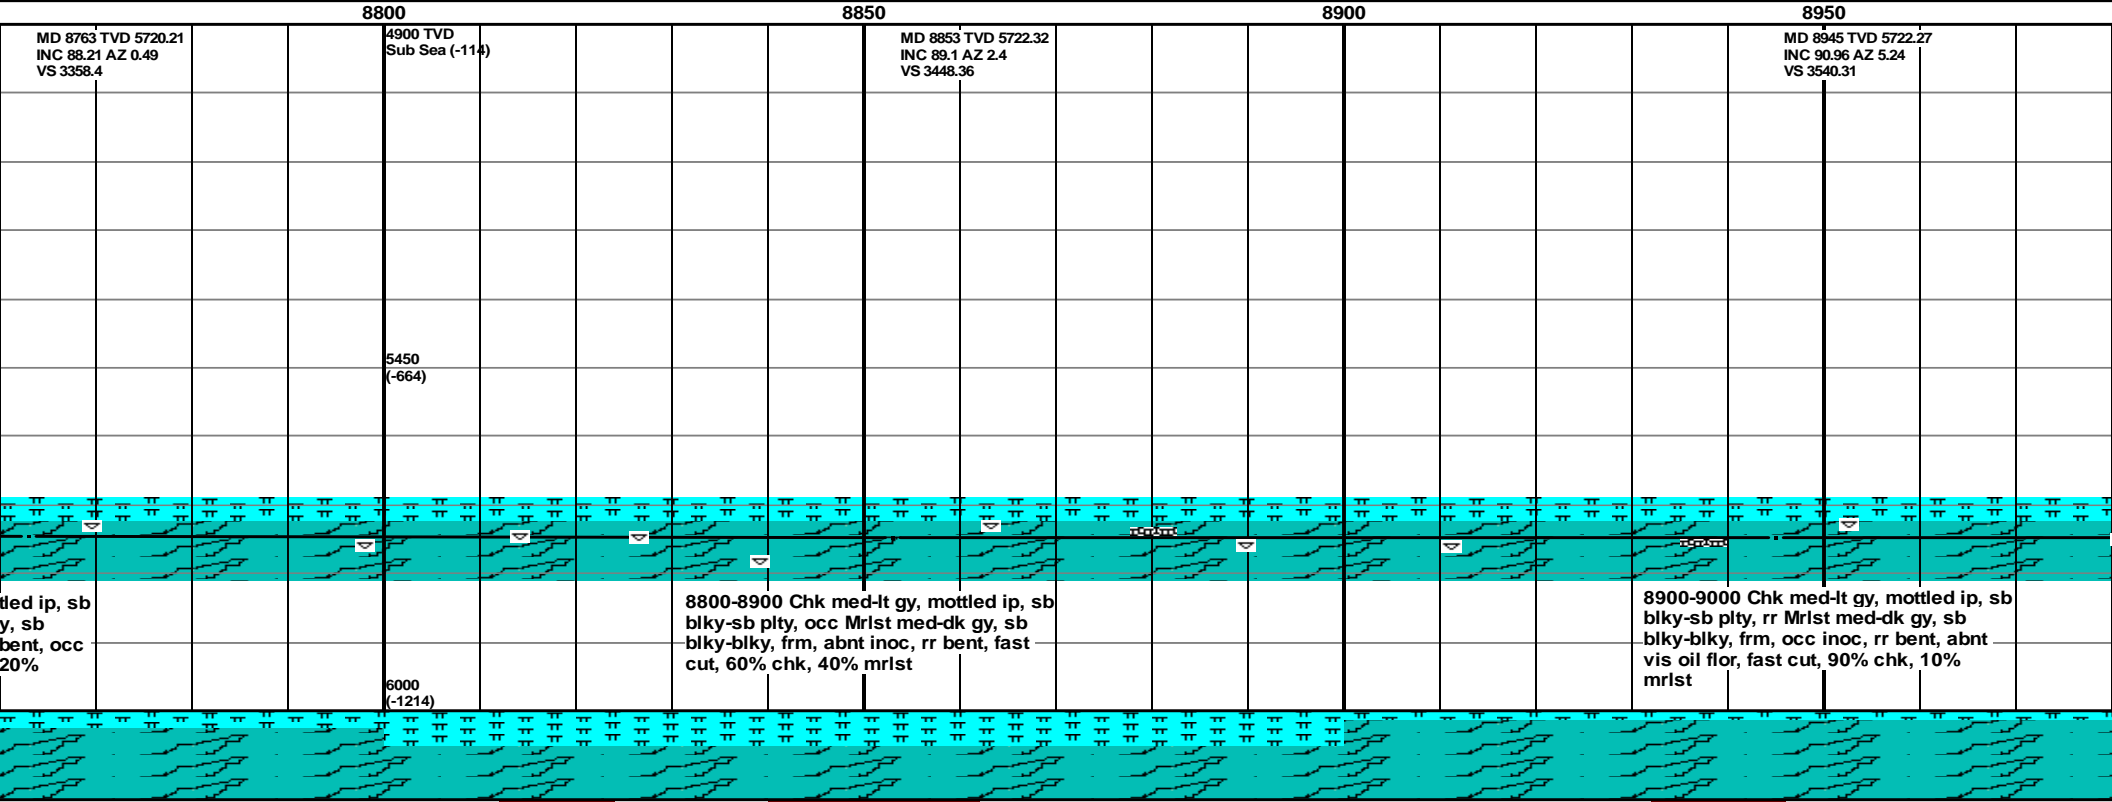 8800
8850
8900
8950
MD 8763 TVD 5720.21
INC 88.21 AZ 0.49
VS 3358.4
4900 TVD
Sub Sea (-114)
MD 8853 TVD 5722.32
INC 89.1 AZ 2.4
VS 3448.36
MD 8945 TVD 5722.27
INC 90.96 AZ 5.24
VS 3540.31
5450
(-664)
tled ip, sb
y, sb
bent, occ
20%
8800-8900 Chk med-lt gy, mottled ip, sb
blky-sb plty, occ Mrlst med-dk gy, sb
blky-blky, frm, abnt inoc, rr bent, fast
cut, 60% chk, 40% mrlst
8900-9000 Chk med-lt gy, mottled ip, sb
blky-sb plty, rr Mrlst med-dk gy, sb
blky-blky, frm, occ inoc, rr bent, abnt
vis oil flor, fast cut, 90% chk, 10%
mrlst
6000
(-1214)